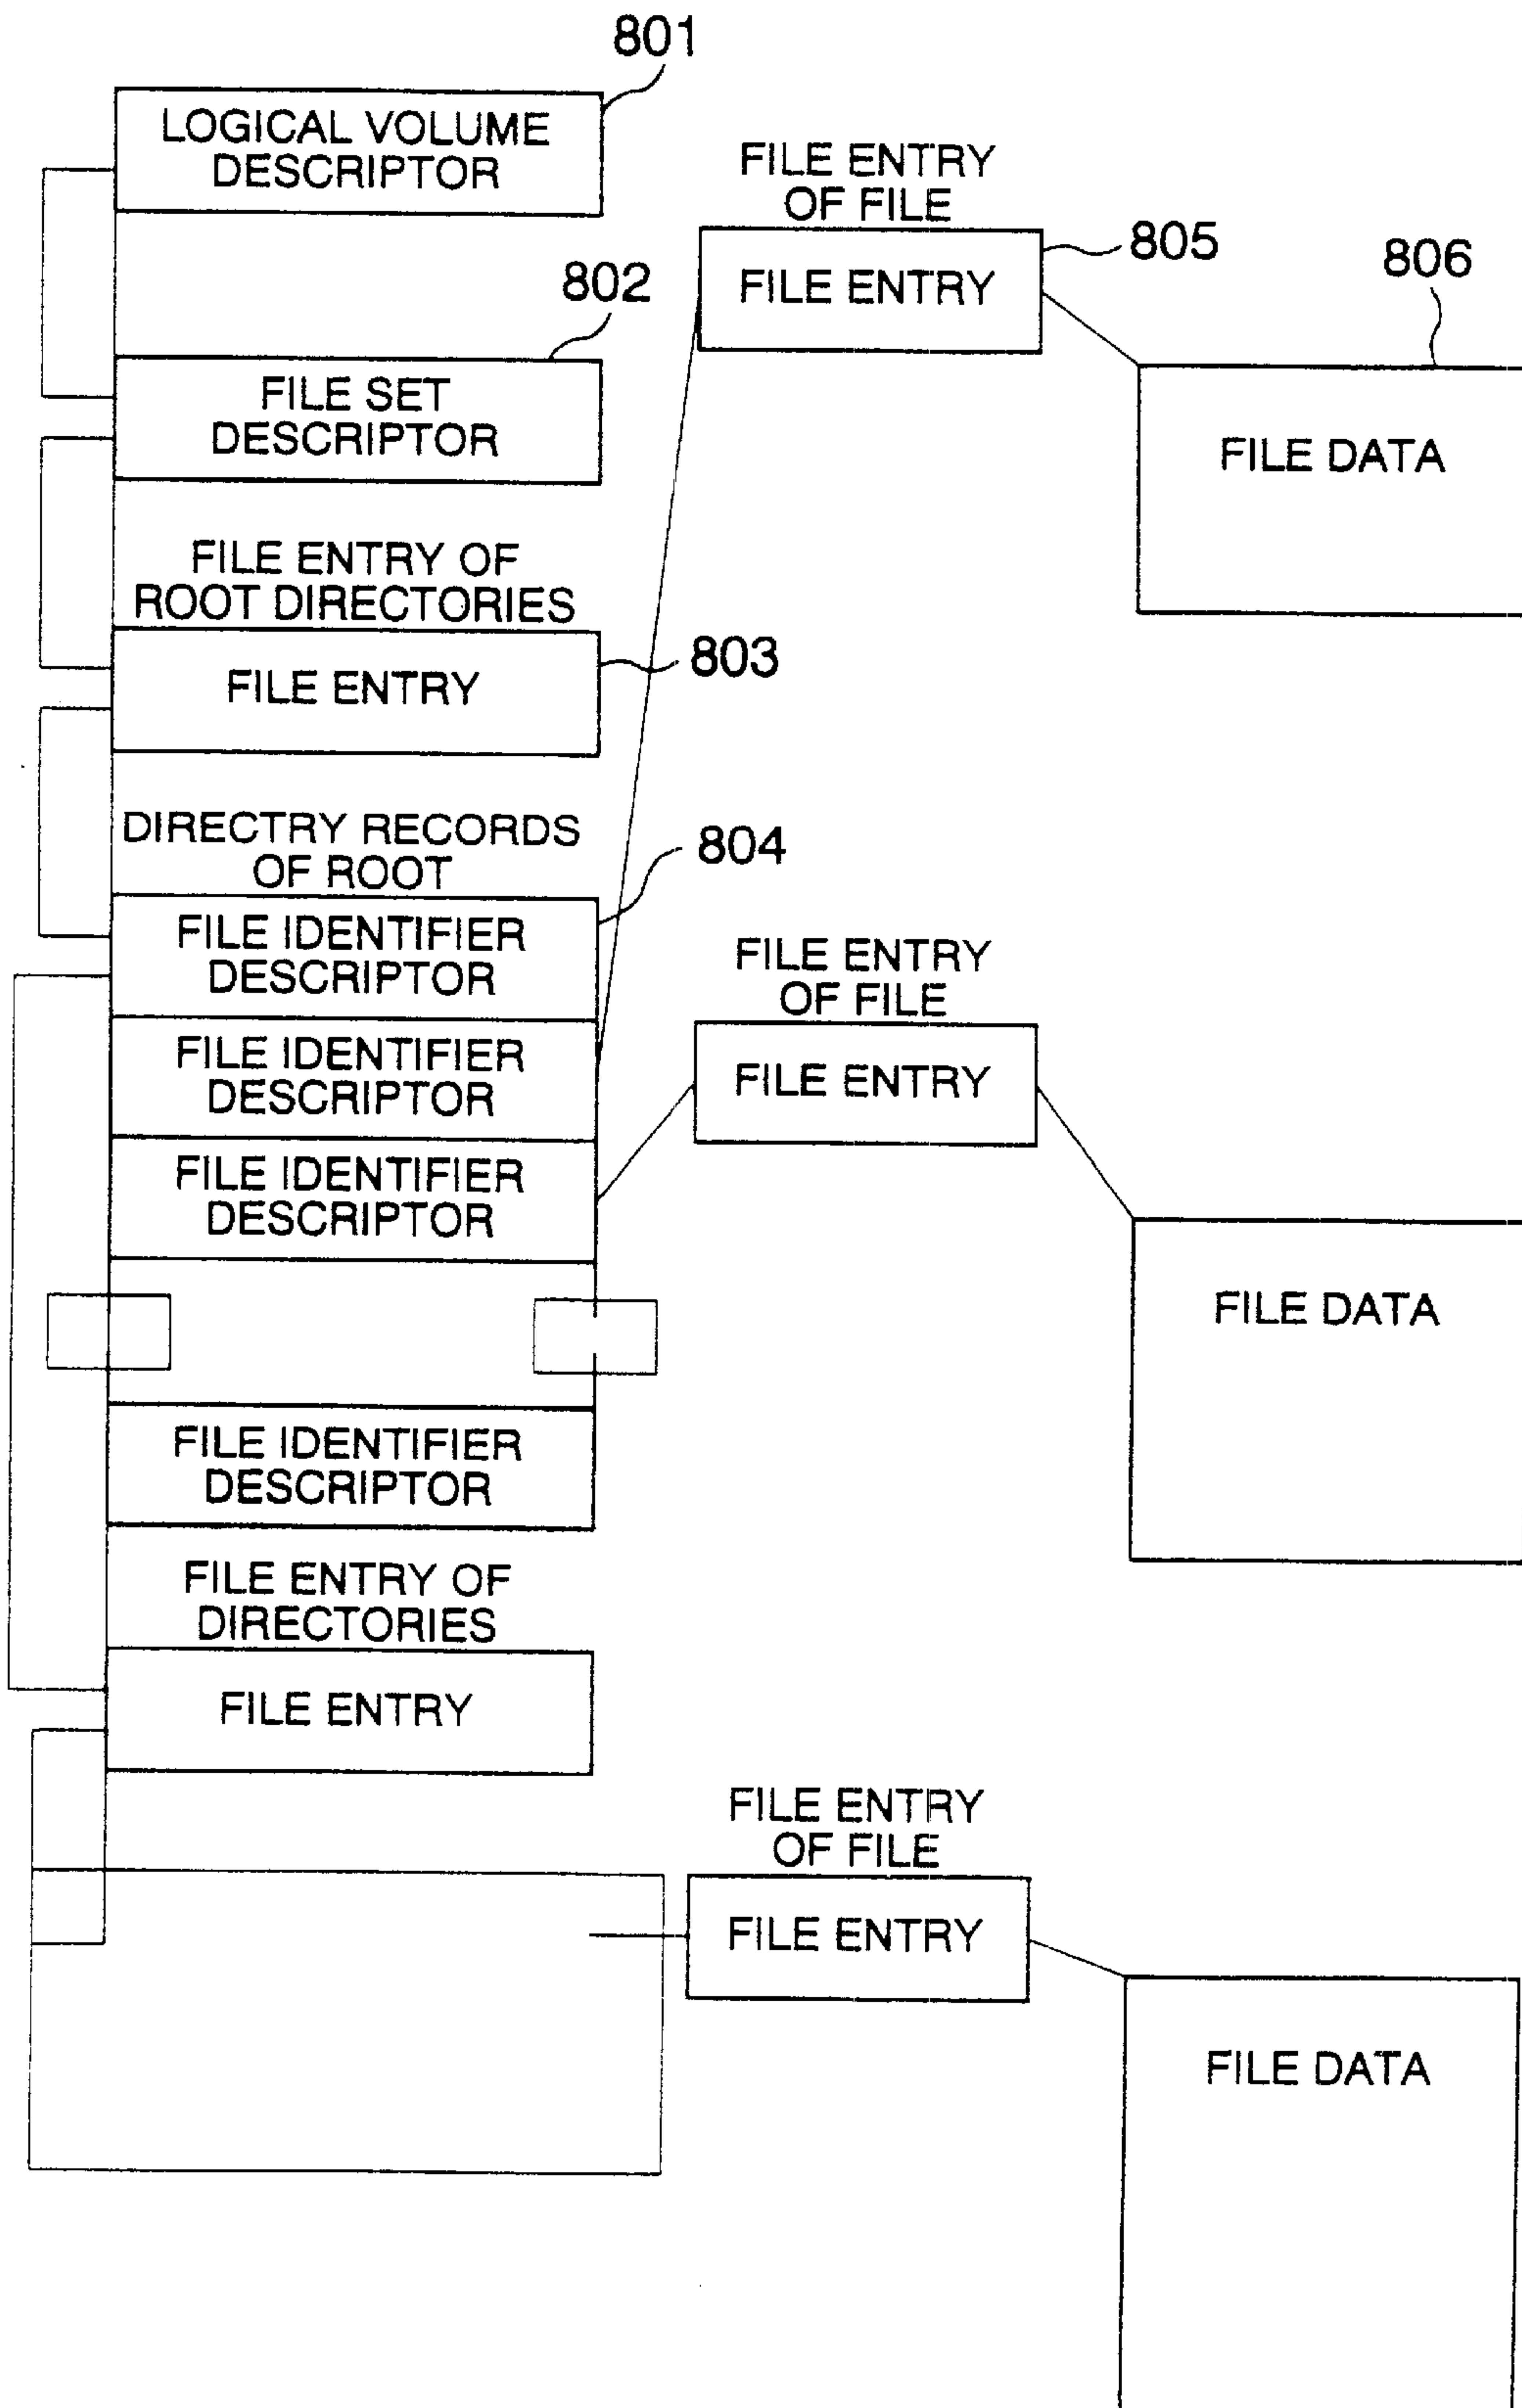 801
LOGICAL VOLUME
DESCRIPTOR
FILE ENTRY
OF FILE
805
FILE ENTRY
806
802
FILE SET
DESCRIPTOR
FILE DATA
FILE ENTRY OF
ROOT DIRECTORIES
803
FILE ENTRY
DIRECTRY RECORDS
OF ROOT
804
FILE IDENTIFIER
DESCRIPTOR
FILE ENTRY
OF FILE
FILE IDENTIFIER
DESCRIPTOR
FILE ENTRY
FILE IDENTIFIER
DESCRIPTOR
FILE DATA
FILE IDENTIFIER
DESCRIPTOR
FILE ENTRY OF
DIRECTORIES
FILE ENTRY
FILE ENTRY
OF FILE
FILE ENTRY
FILE DATA